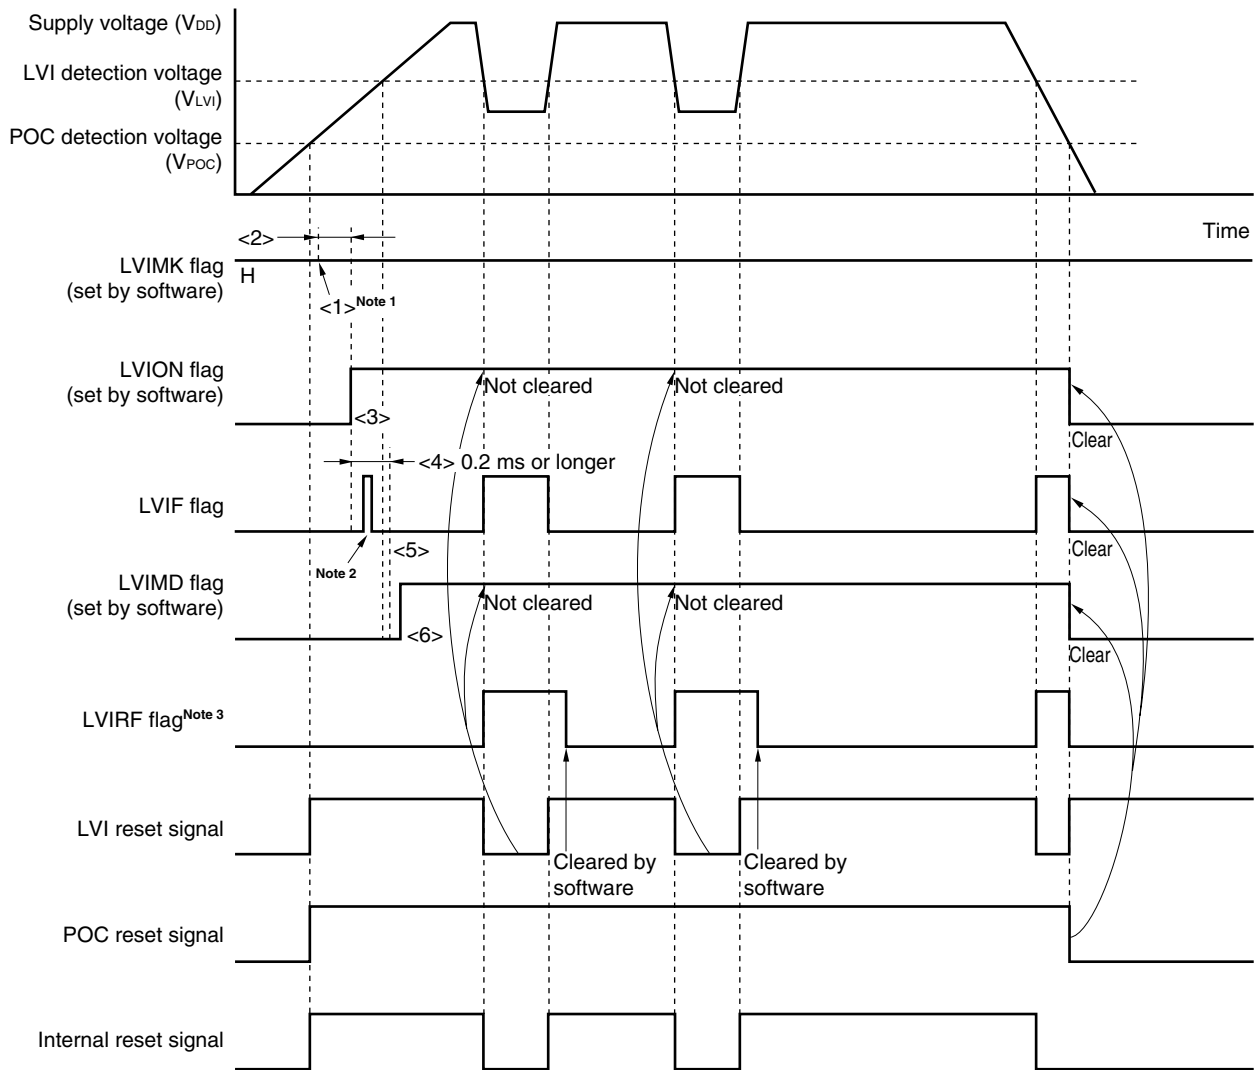 Supply voltage (VDD)
LVI detection voltage
(VLVI)
POC detection voltage
(VPOC)
Time
<2>
LVIMK flag
(set by software)
H
<1>Note 1
LVION flag
(set by software)
Not cleared
Not cleared
<3>
Clear
<4> 0.2 ms or longer
LVIF flag
Note 2
<5>
Clear
LVIMD flag
(set by software)
Not cleared
Not cleared
<6>
Clear
LVIRF flagNote 3
LVI reset signal
Cleared by
software
Cleared by
software
POC reset signal
Internal reset signal